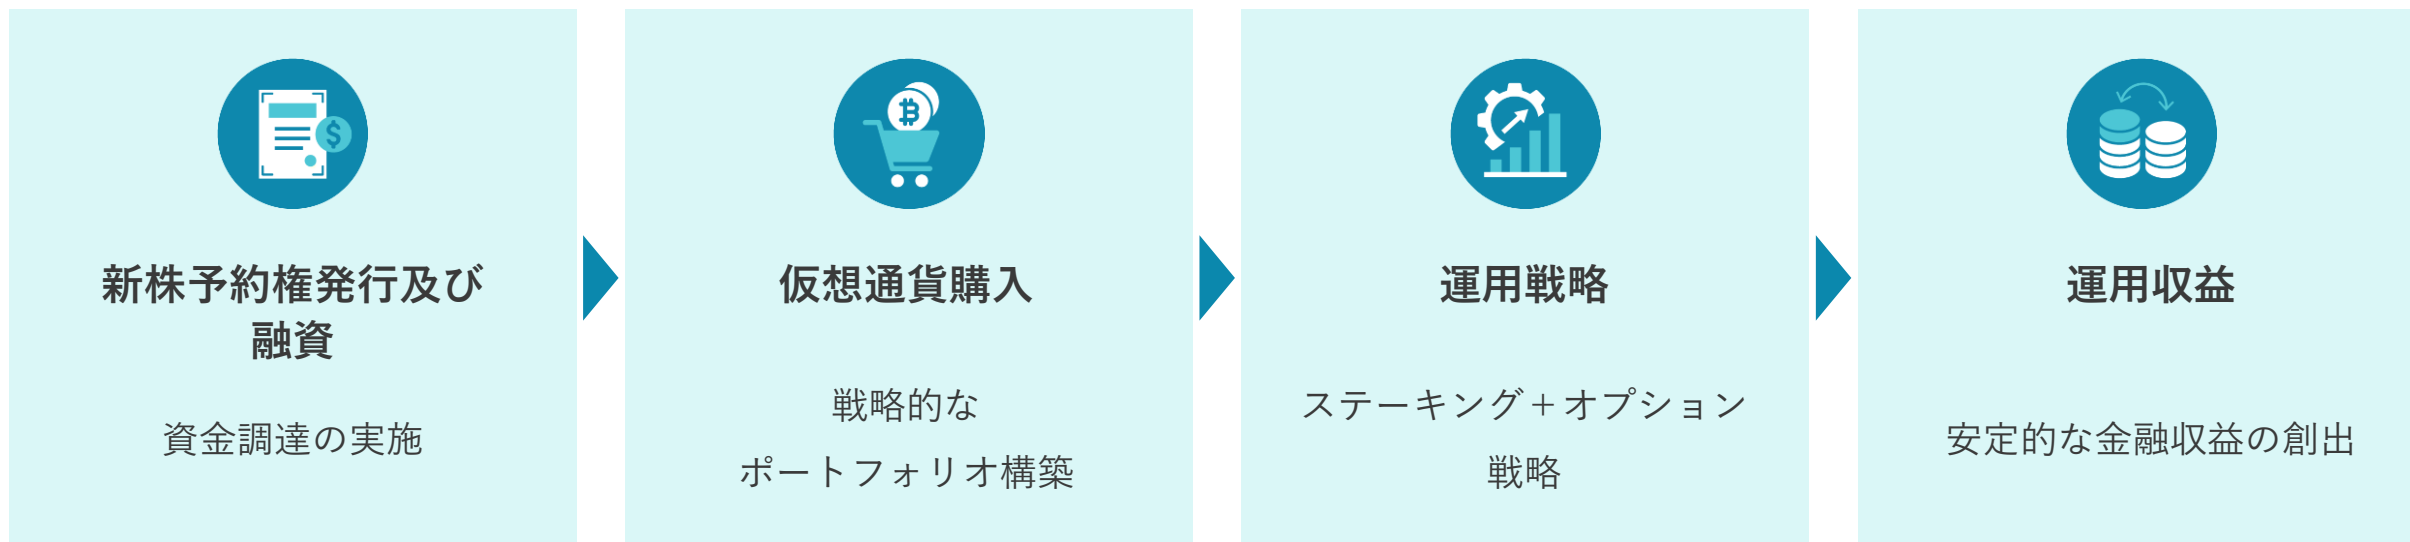 新株予約権発行及び
融資
資金調達の実施
仮想通貨購入
戦略的な
ポートフォリオ構築
運用戦略
ステーキング＋オプション
戦略
運用収益
安定的な金融収益の創出